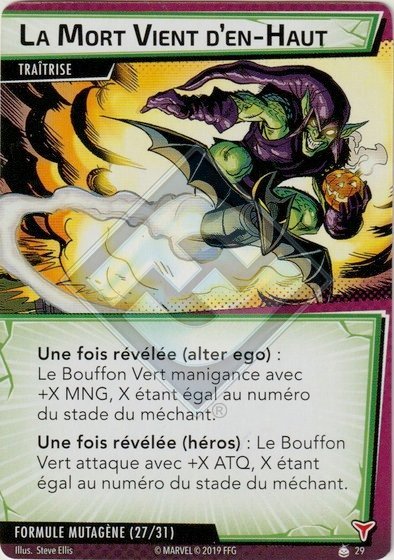 La Mort Vient d'en-Haut
TRAÎTRISE
Une fois révélée (alter ego) :
Le Bouffon Vert manigance avec
+X MNG, X étant égal au numéro
du stade du méchant.
Une fois révélée (héros) : Le Bouffon
Vert attaque avec +X ATQ, X étant
égal au numéro du stade du méchant.
FORMULE MUTAGÈNE (27/31)
Illus. Steve Ellis
© MARVEL © 2019 FFG
29